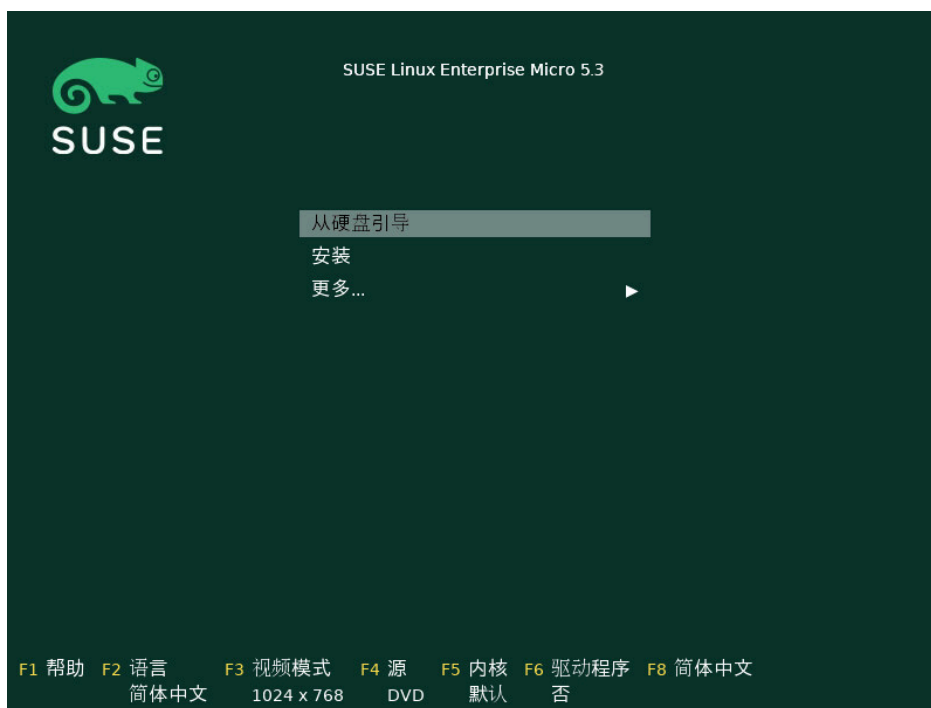 SUSE Linux Enterprise Micro 5.3
SUSE
从硬盘引导
安装
更多...
F1 帮助 F2 语言 F3 视频模式 F4 源 F5 内核 F6 驱动程序 F8 简体中文
简体中文 1024 x 768 DVD 默认 否